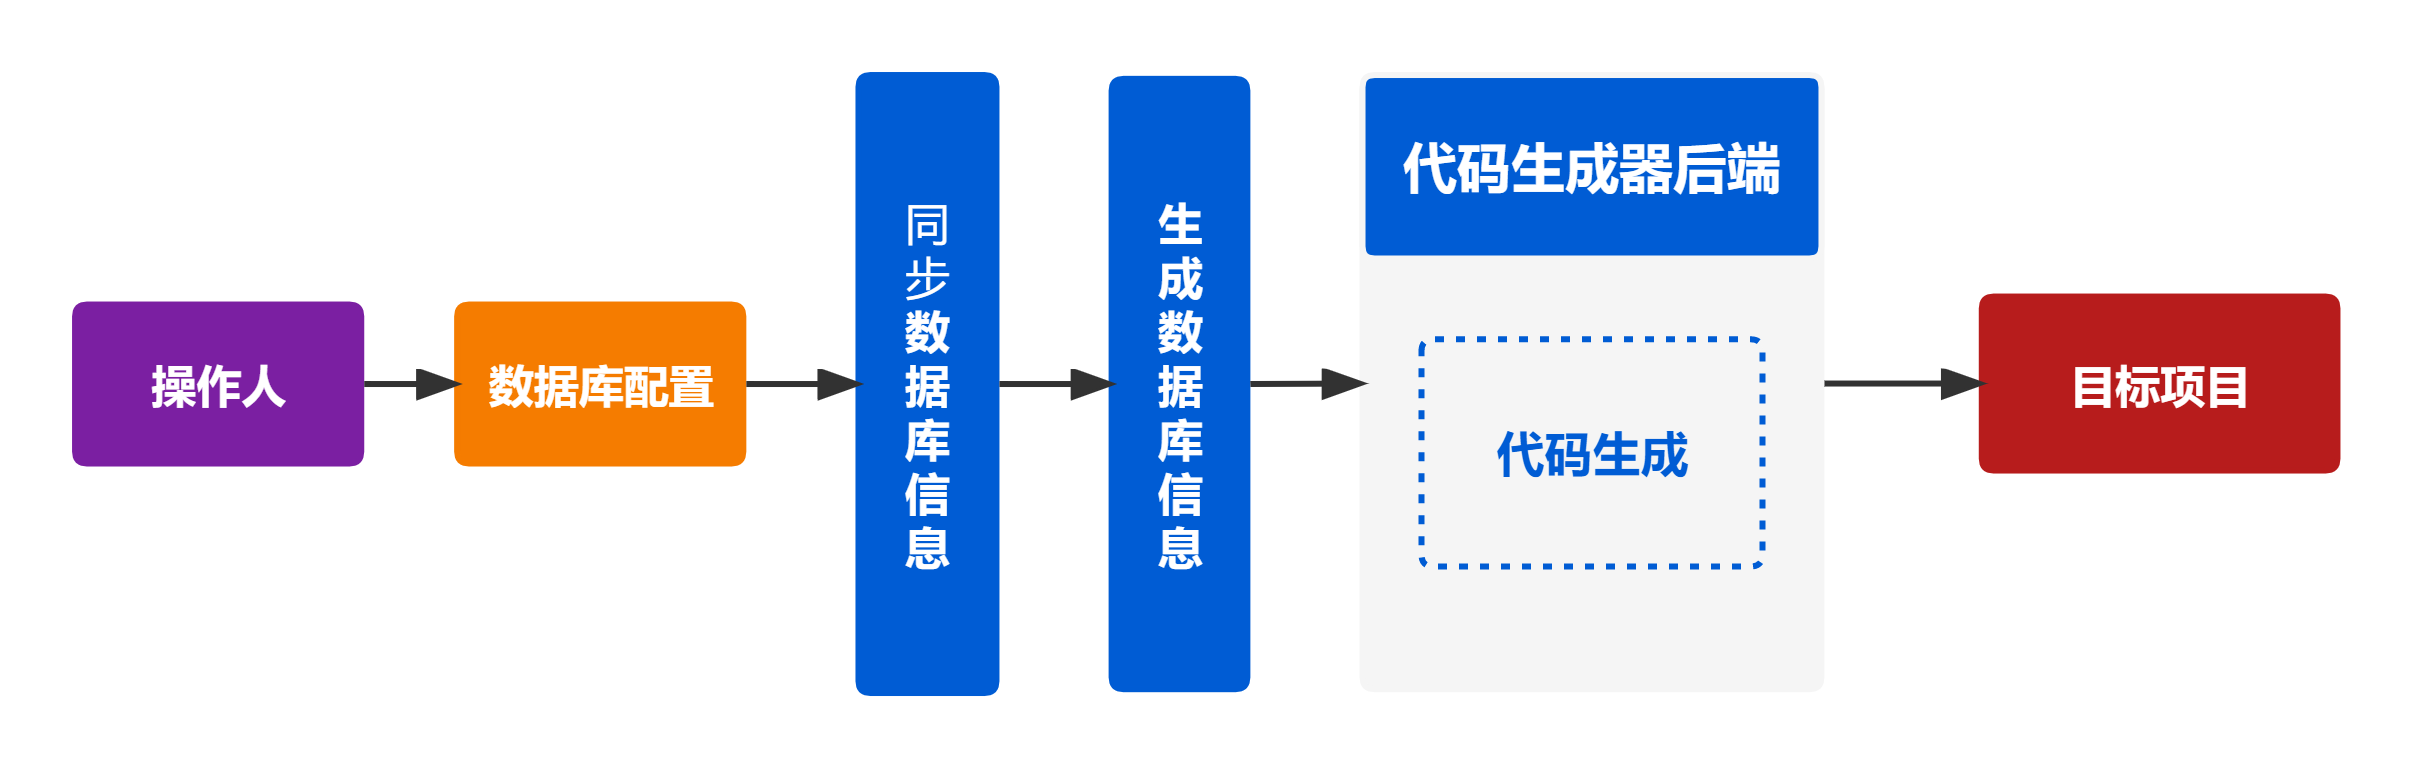 操作人
数据库配置
同步数据库信息
生成数据库信息
代码生成器后端
代码生成
目标项目